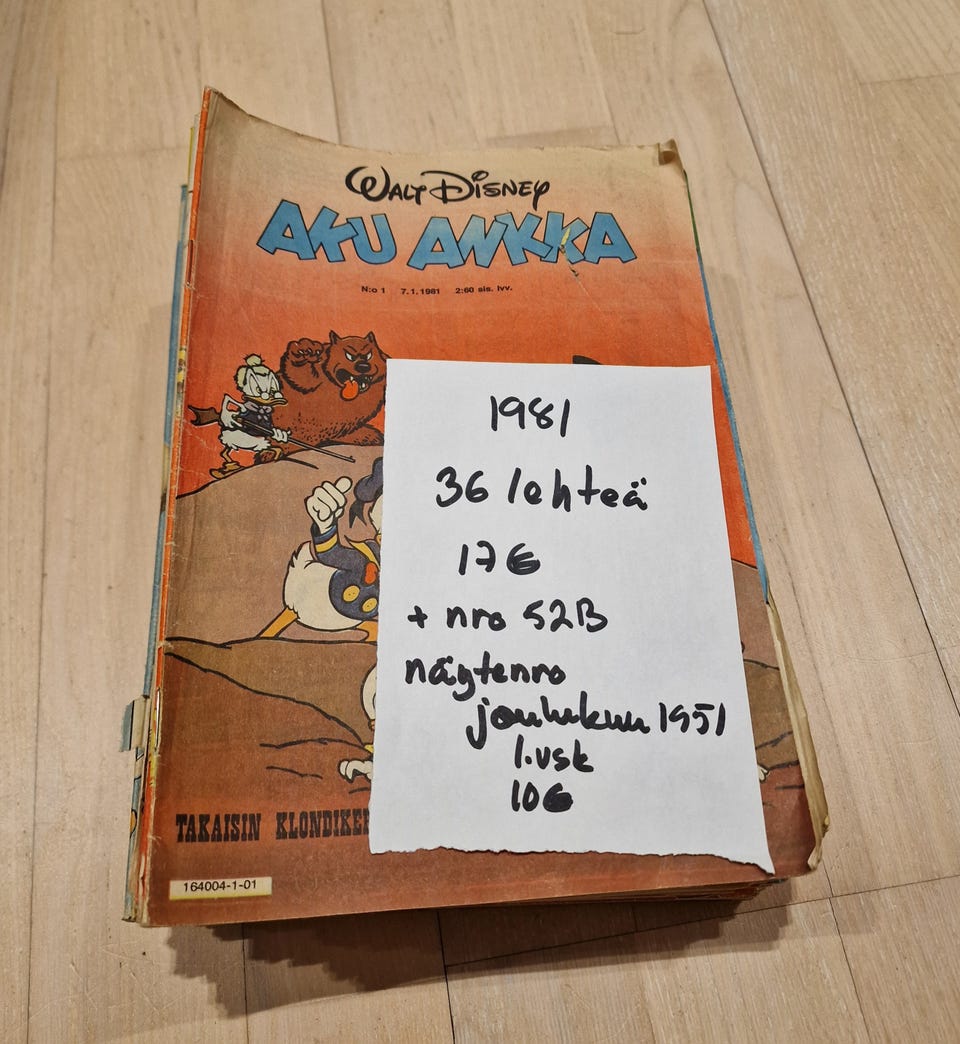 WALT DISNEY
AKU ANKKA
N:o 1 7.1.1981 2:60 sis. lvv.
1981
36 lehteä
17€
+ nro 52B
näytenro
joulukuu 1951
1.vsk
10€
TAKAISIN KLONDIKE
164004-1-01